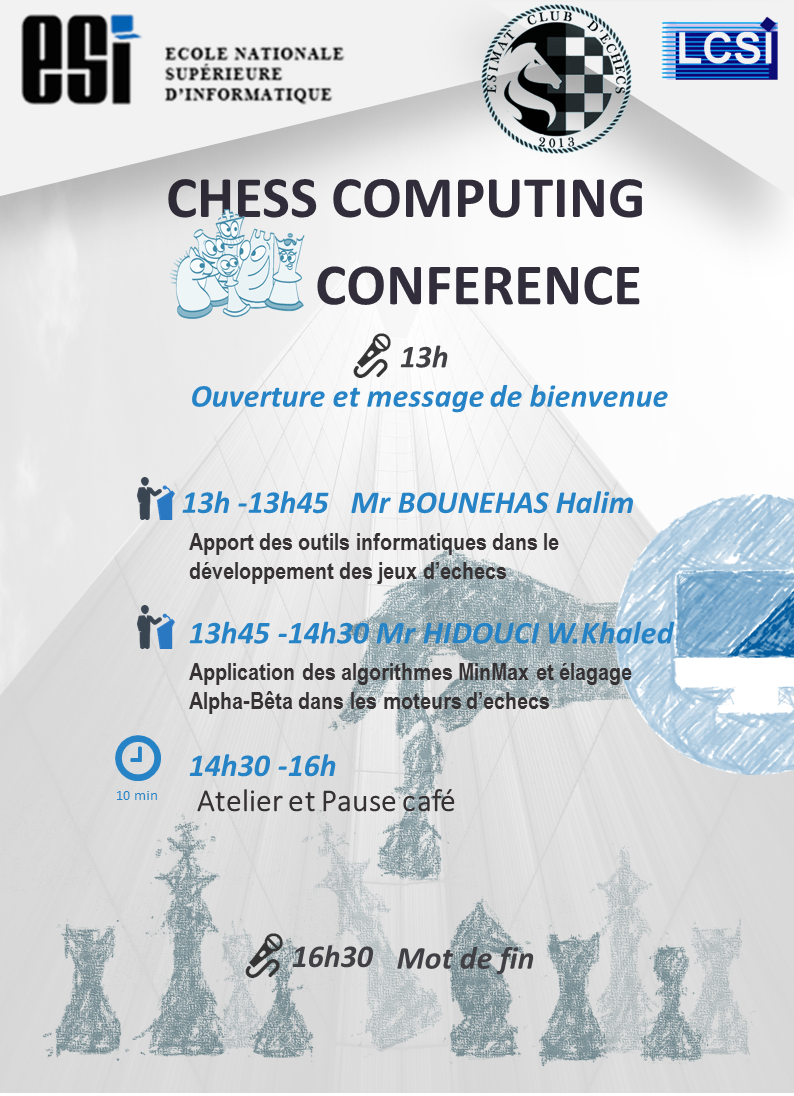 esi
ECOLE NATIONALE
SUPÉRIEURE
D'INFORMATIQUE
ESIMAT CLUB D'ECHECS
2013
LCSI
CHESS COMPUTING
CONFERENCE
13h
Ouverture et message de bienvenue
13h -13h45 Mr BOUNEHAS Halim
Apport des outils informatiques dans le
développement des jeux d'echecs
13h45 -14h30 Mr HIDOUCI W.Khaled
Application des algorithmes MinMax et élagage
Alpha-Bêta dans les moteurs d'echecs
14h30 -16h
10 min
Atelier et Pause café
16h30 Mot de fin